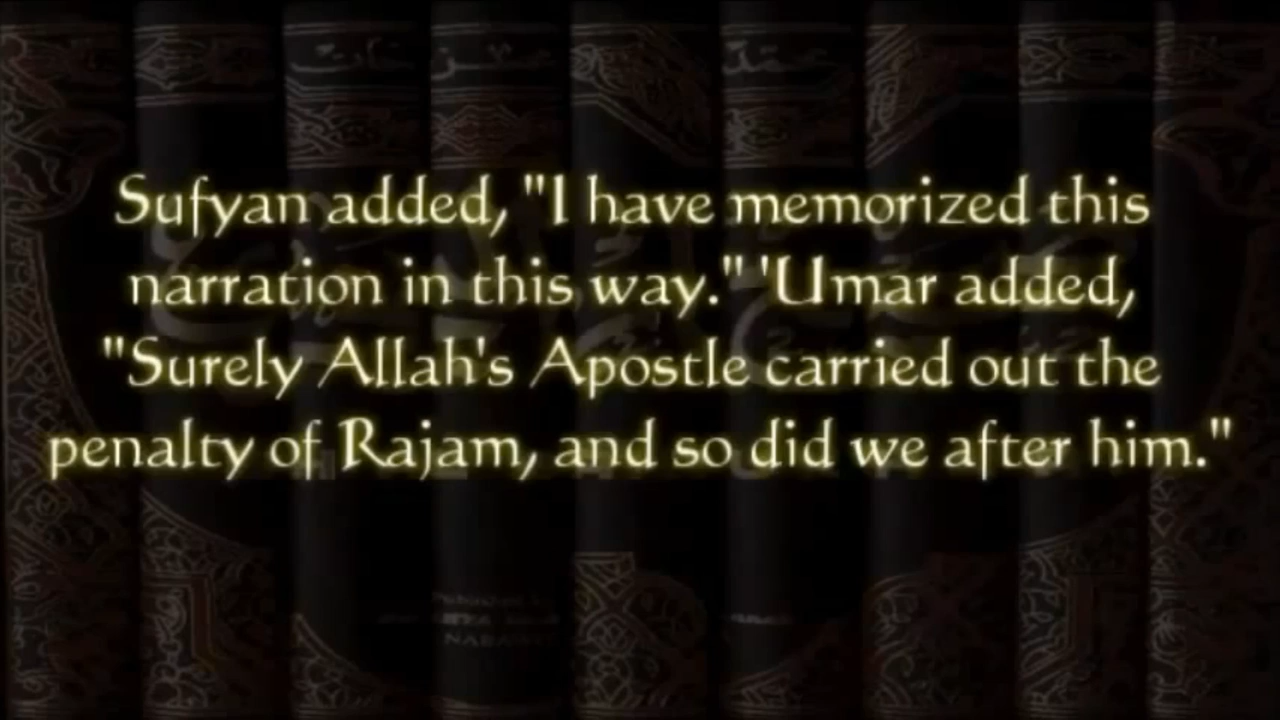 Sufyan added, "I have memorized this
narration in this way." 'Umar added,
"Surely Allah's Apostle carried out the
penalty of Rajam, and so did we after him."